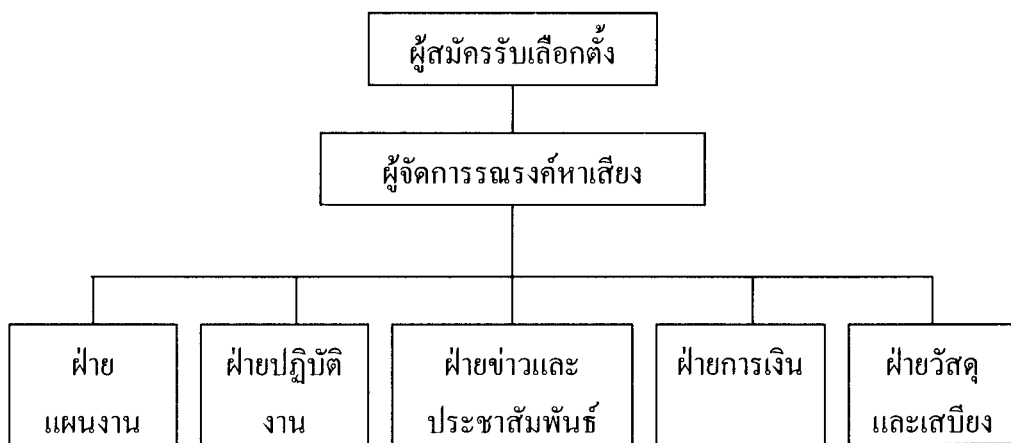 ผู้สมัครรับเลือกตั้ง
ผู้จัดการรณรงค์หาเสียง
ฝ่าย
แผนงาน
ฝ่ายปฏิบัติ
งาน
ฝ่ายข่าวและ
ประชาสัมพันธ์
ฝ่ายการเงิน
ฝ่ายวัสดุ
และเสบียง